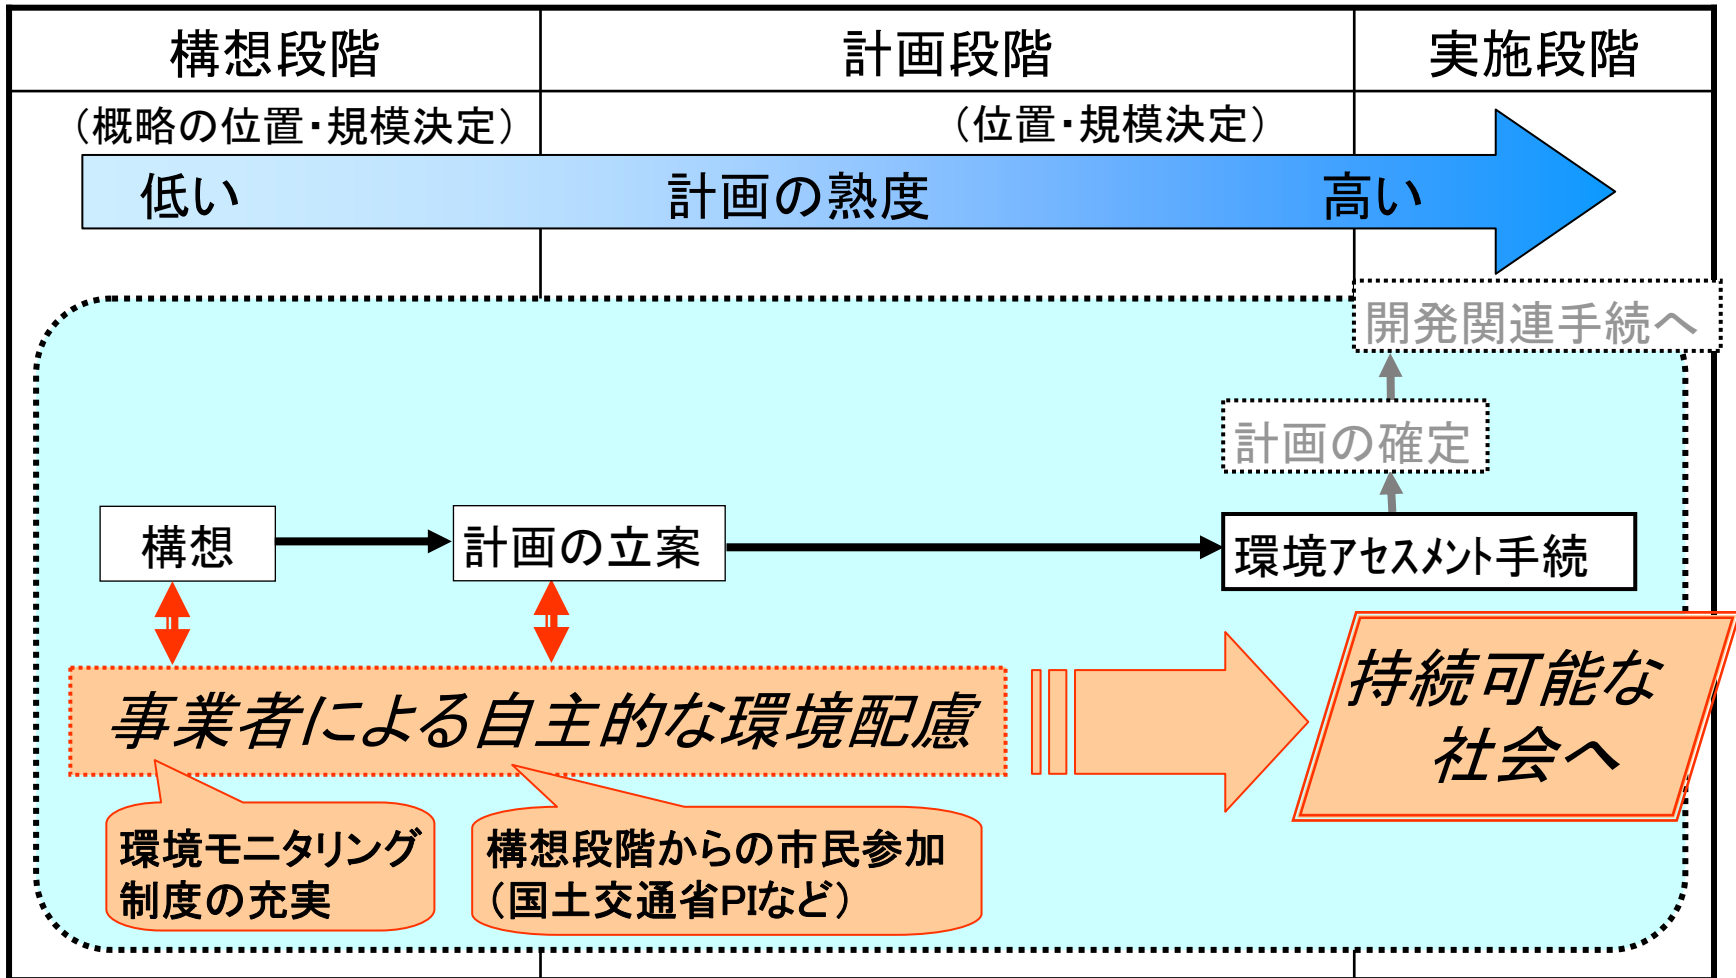 構想段階
計画段階
実施段階
（概略の位置・規模決定）
（位置・規模決定）
低い
計画の熟度
高い
開発関連手続へ
計画の確定
構想
計画の立案
環境アセスメント手続
事業者による自主的な環境配慮
持続可能な
社会へ
環境モニタリング
制度の充実
構想段階からの市民参加
（国土交通省PIなど）